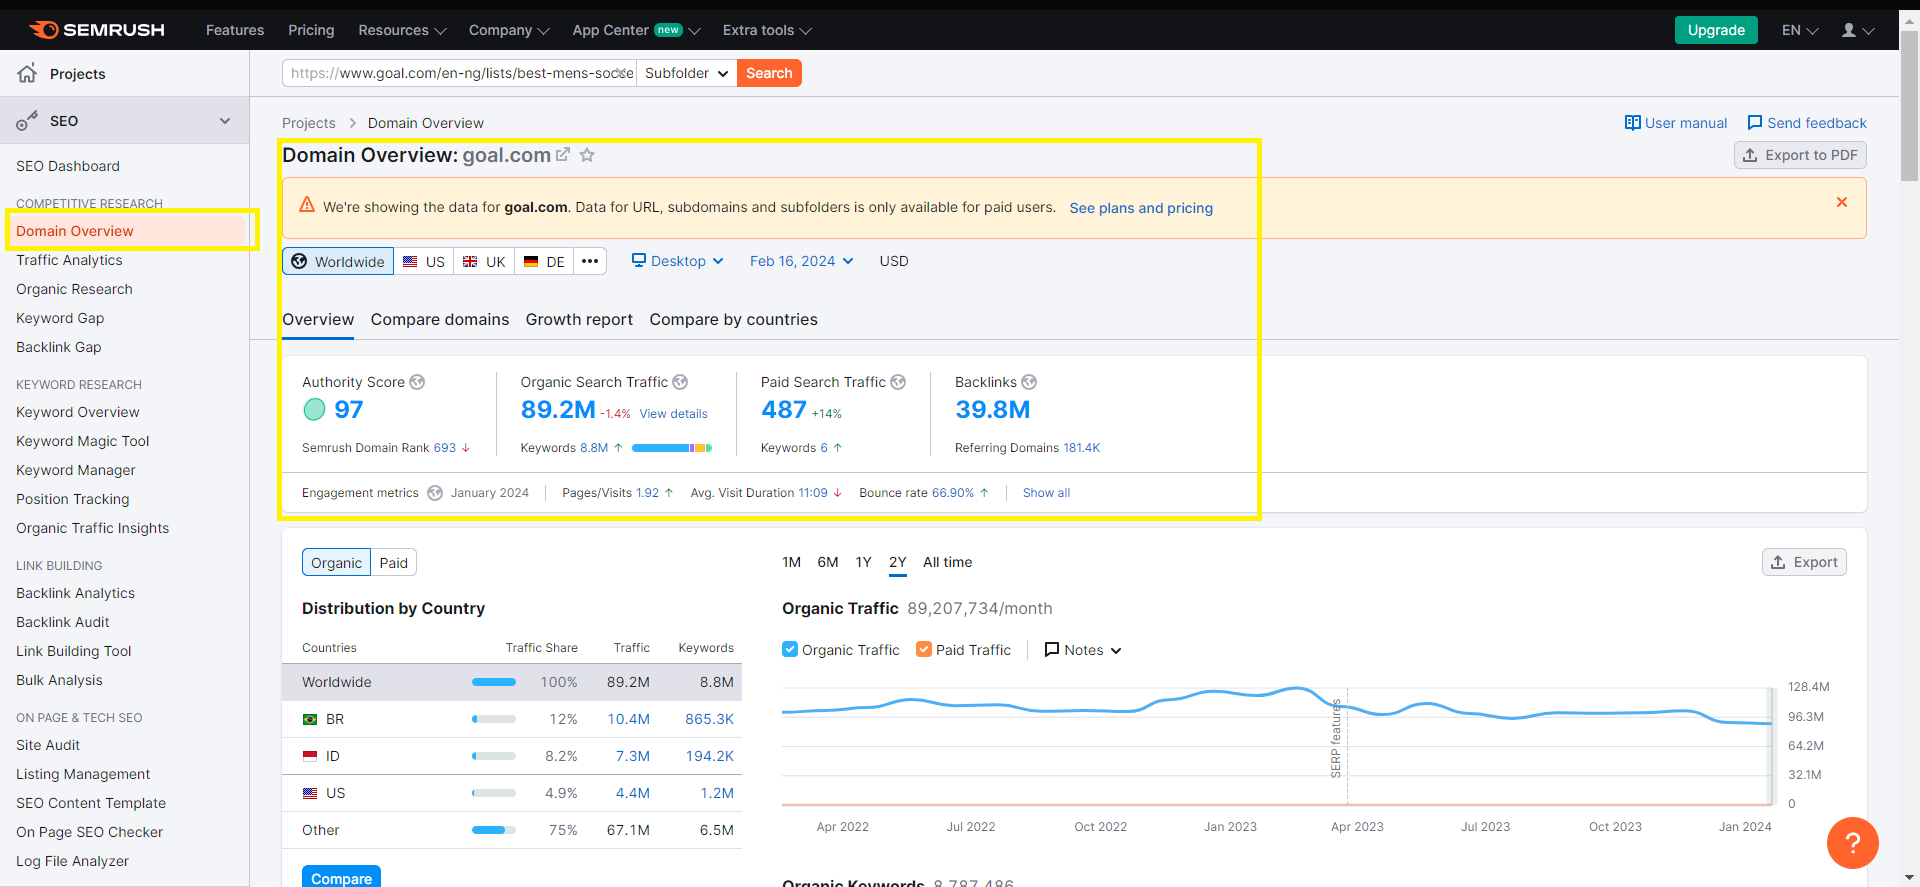 SEMRUSH Features Pricing Resources Company App Center new Extra tools Upgrade EN
Projects
https://www.goal.com/en-ng/lists/best-mens-socce Subfolder Search
SEO
Projects > Domain Overview User manual Send feedback
Domain Overview: goal.com Export to PDF
SEO Dashboard
COMPETITIVE RESEARCH
Domain Overview
Traffic Analytics
Organic Research
Keyword Gap
Backlink Gap
KEYWORD RESEARCH
Keyword Overview
Keyword Magic Tool
Keyword Manager
Position Tracking
Organic Traffic Insights
LINK BUILDING
Backlink Analytics
Backlink Audit
Link Building Tool
Bulk Analysis
ON PAGE & TECH SEO
Site Audit
Listing Management
SEO Content Template
On Page SEO Checker
Log File Analyzer
We're showing the data for goal.com. Data for URL, subdomains and subfolders is only available for paid users. See plans and pricing
Worldwide US UK DE ••• Desktop Feb 16, 2024 USD
Overview Compare domains Growth report Compare by countries
Authority Score Organic Search Traffic Paid Search Traffic Backlinks
97 89.2M -1.4% View details 487 +14% 39.8M
Semrush Domain Rank 693 ↓ Keywords 8.8M ↑ Keywords 6 ↑ Referring Domains 181.4K
Engagement metrics January 2024 Pages/Visits 1.92 ↑ Avg. Visit Duration 11:09 ↓ Bounce rate 66.90% ↑ Show all
Organic Paid
Distribution by Country
Countries Traffic Share Traffic Keywords
Worldwide 100% 89.2M 8.8M
BR 12% 10.4M 865.3K
ID 8.2% 7.3M 194.2K
US 4.9% 4.4M 1.2M
Other 75% 67.1M 6.5M
Compare
1M 6M 1Y 2Y All time Export
Organic Traffic 89,207,734/month
Organic Traffic Paid Traffic Notes
128.4M
96.3M
64.2M
32.1M
0
SERP features
Apr 2022 Jul 2022 Oct 2022 Jan 2023 Apr 2023 Jul 2023 Oct 2023 Jan 2024
Organic Keywords 8,787,486
?